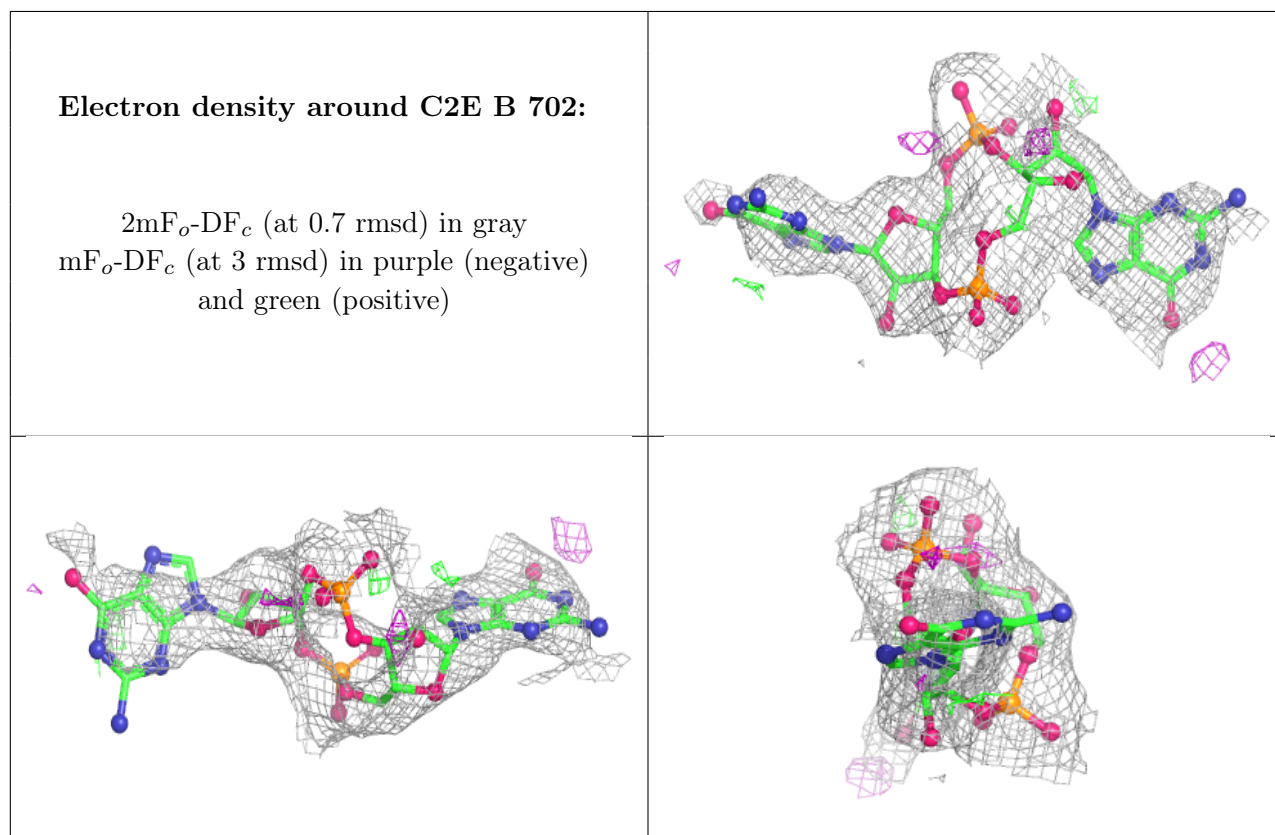 Electron density around C2E B 702:
2mFo-DFc (at 0.7 rmsd) in gray
mFo-DFc (at 3 rmsd) in purple (negative)
and green (positive)